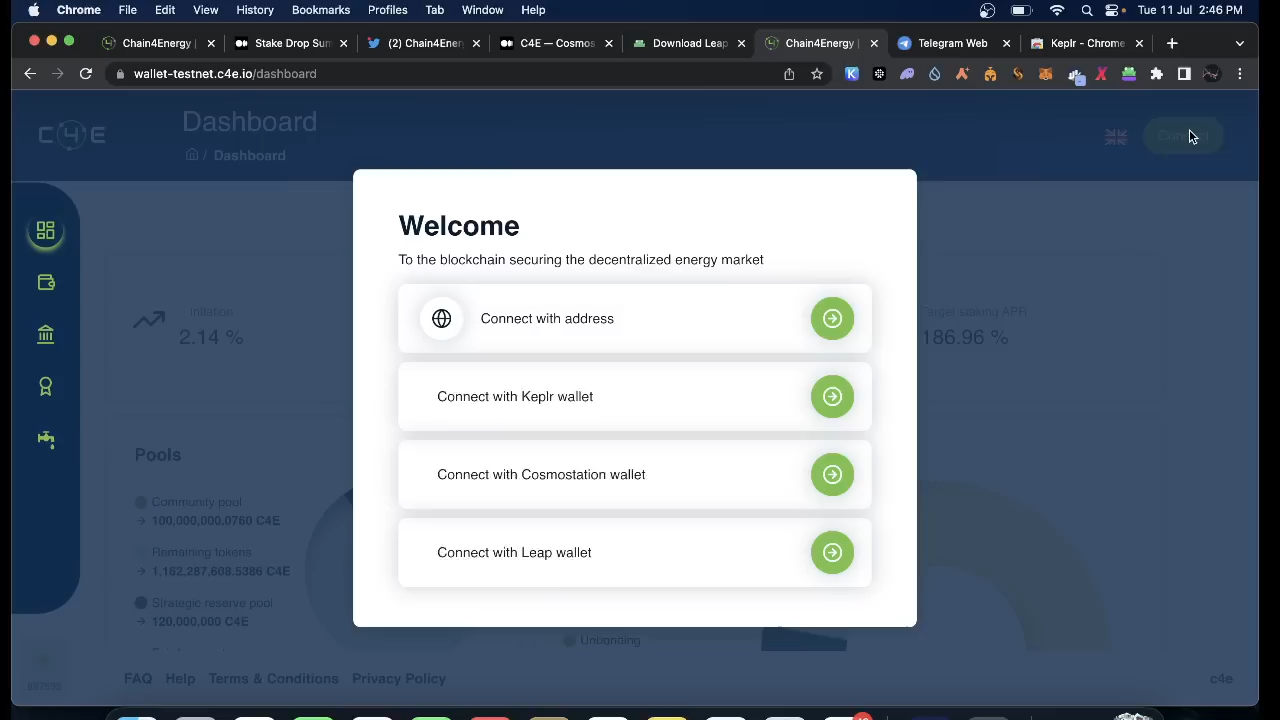 Chrome File Edit View History Bookmarks Profiles Tab Window Help Tue 11 Jul 2:46 PM
Chain4Energy | Stake Drop Sum (2) Chain4Ener C4E — Cosmos Download Leap Chain4Energy | Telegram Web Keplr - Chrome
wallet-testnet.c4e.io/dashboard
C4E
Dashboard
/ Dashboard
Welcome
To the blockchain securing the decentralized energy market
Connect with address
Connect with Keplr wallet
Connect with Cosmostation wallet
Connect with Leap wallet
Inflation
2.14 %
Target staking APR
186.96 %
Pools
Community pool
→ 100,000,000.0760 C4E
Remaining tokens
→ 1,152,287,608.5386 C4E
Strategic reserve pool
→ 120,000,000 C4E
Unbonding
FAQ Help Terms & Conditions Privacy Policy c4e